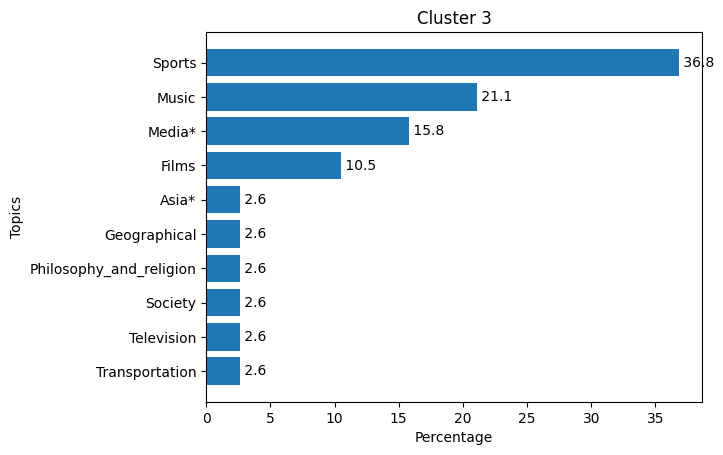 Cluster 3
Topics
Sports 36.8
Music 21.1
Media* 15.8
Films 10.5
Asia* 2.6
Geographical 2.6
Philosophy_and_religion 2.6
Society 2.6
Television 2.6
Transportation 2.6
0 5 10 15 20 25 30 35
Percentage